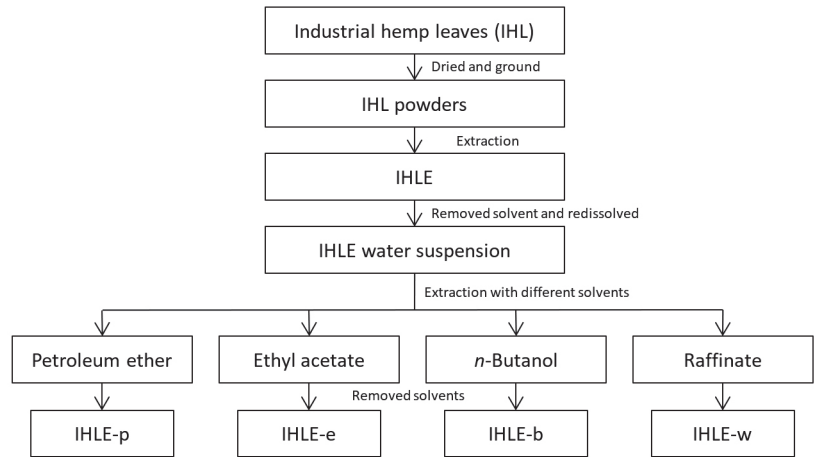 Industrial hemp leaves (IHL)
Dried and ground
IHL powders
Extraction
IHLE
Removed solvent and redissolved
IHLE water suspension
Extraction with different solvents
Petroleum ether
Ethyl acetate
n-Butanol
Raffinate
Removed solvents
IHLE-p
IHLE-e
IHLE-b
IHLE-w